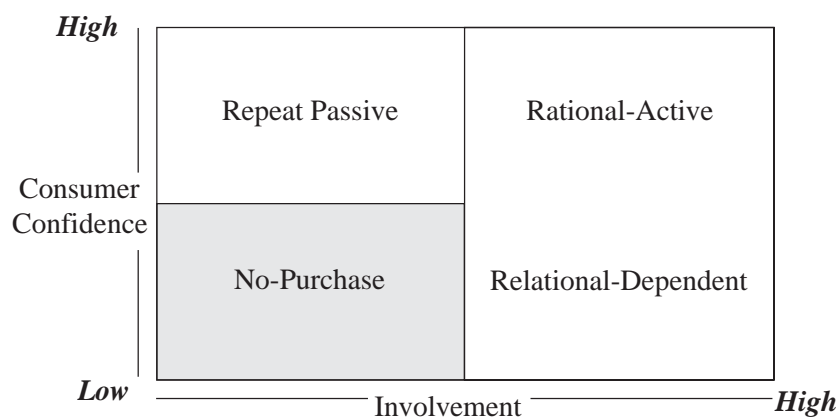 High
Repeat Passive
Rational-Active
Consumer
Confidence
No-Purchase
Relational-Dependent
Low
Involvement
High